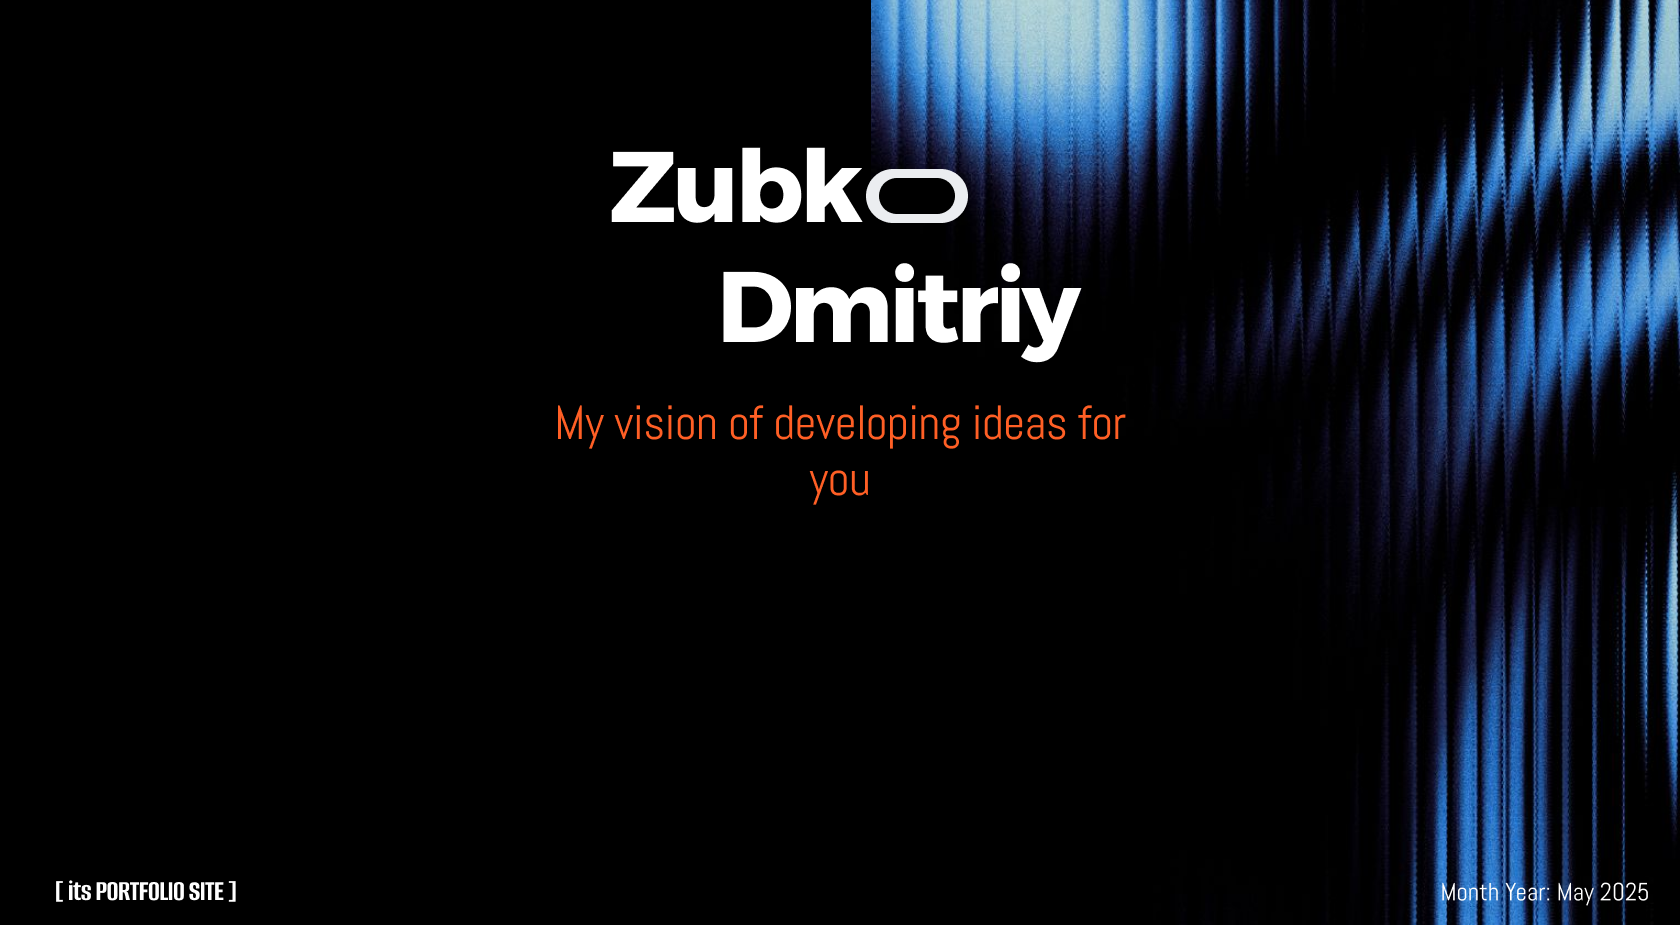 Zubko
Dmitriy
My vision of developing ideas for
you
[ its PORTFOLIO SITE ]
Month Year: May 2025